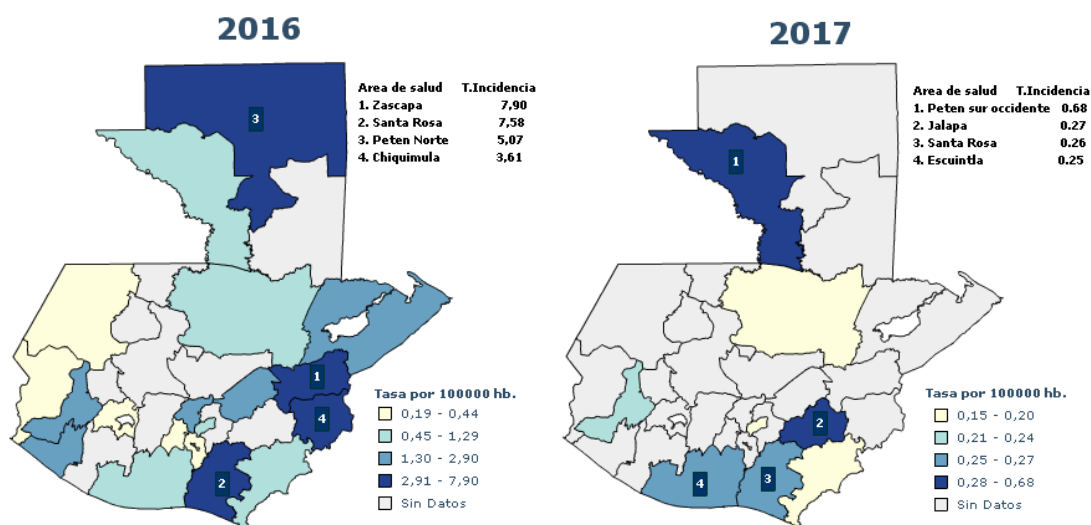 2016
Area de salud T.Incidencia
1. Zascapa 7,90
2. Santa Rosa 7,58
3. Peten Norte 5,07
4. Chiquimula 3,61
3
1
4
2
Tasa por 100000 hb.
0,19 - 0,44
0,45 - 1,29
1,30 - 2,90
2,91 - 7,90
Sin Datos
2017
Area de salud T.Incidencia
1. Peten sur occidente 0.68
2. Jalapa 0.27
3. Santa Rosa 0.26
4. Escuintla 0.25
1
2
3
4
Tasa por 100000 hb.
0,15 - 0,20
0,21 - 0,24
0,25 - 0,27
0,28 - 0,68
Sin Datos